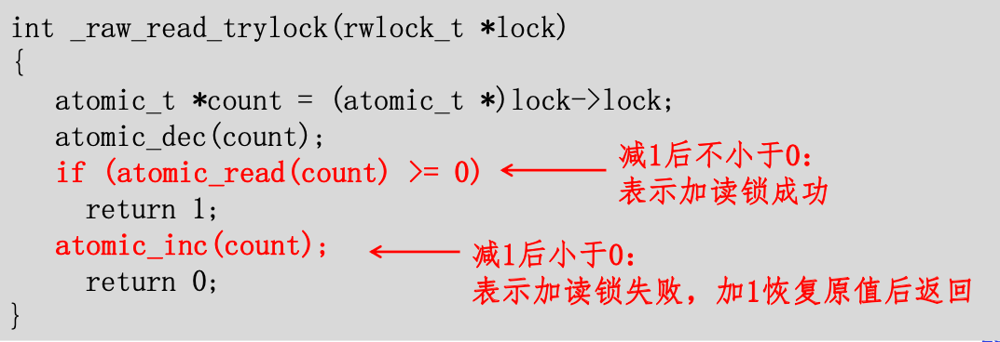 int _raw_read_trylock(rwlock_t *lock)
{
atomic_t *count = (atomic_t *)lock->lock;
atomic_dec(count);
if (atomic_read(count) >= 0)
减1后不小于0:
表示加读锁成功
return 1;
atomic_inc(count);
减1后小于0:
表示加读锁失败，加1恢复原值后返回
return 0;
}